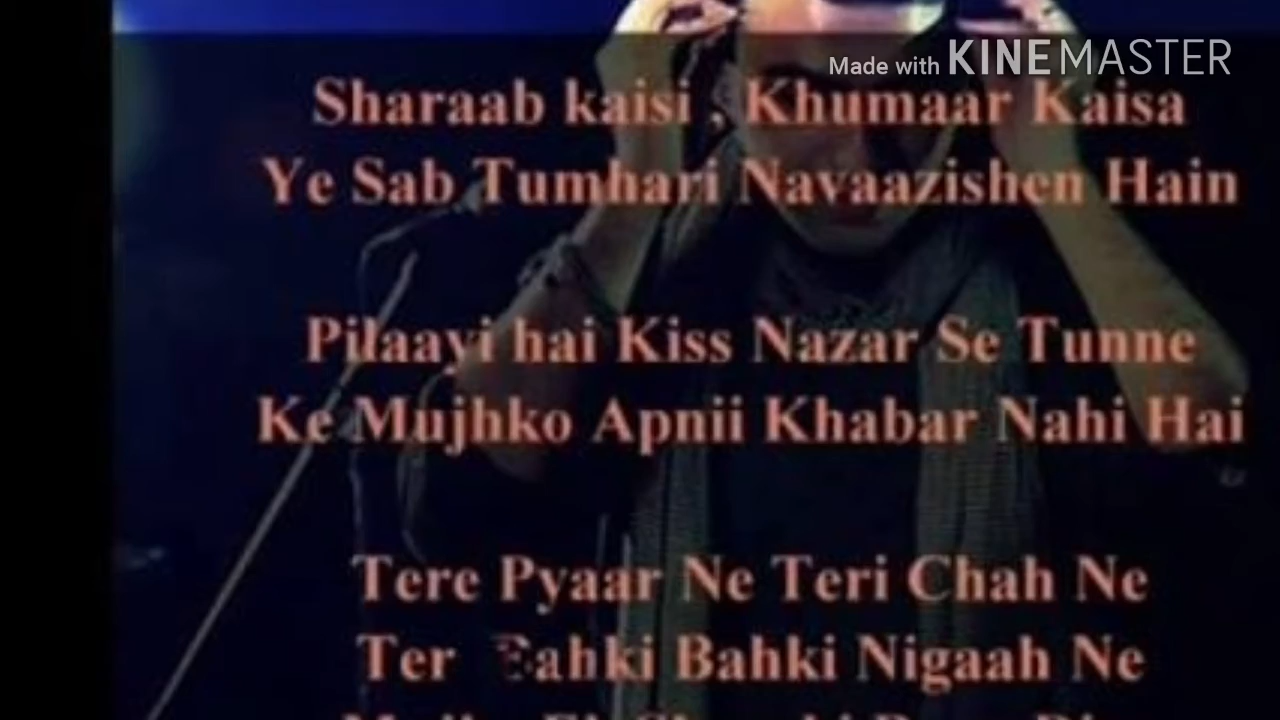 Made with KINEMASTER
Sharaab kaisi , Khumaar Kaisa
Ye Sab Tumhari Navaazishen Hain
Pilaayi hai Kiss Nazar Se Tunne
Ke Mujhko Apnii Khabar Nahi Hai
Tere Pyaar Ne Teri Chah Ne
Ter Bahki Bahki Nigaah Ne